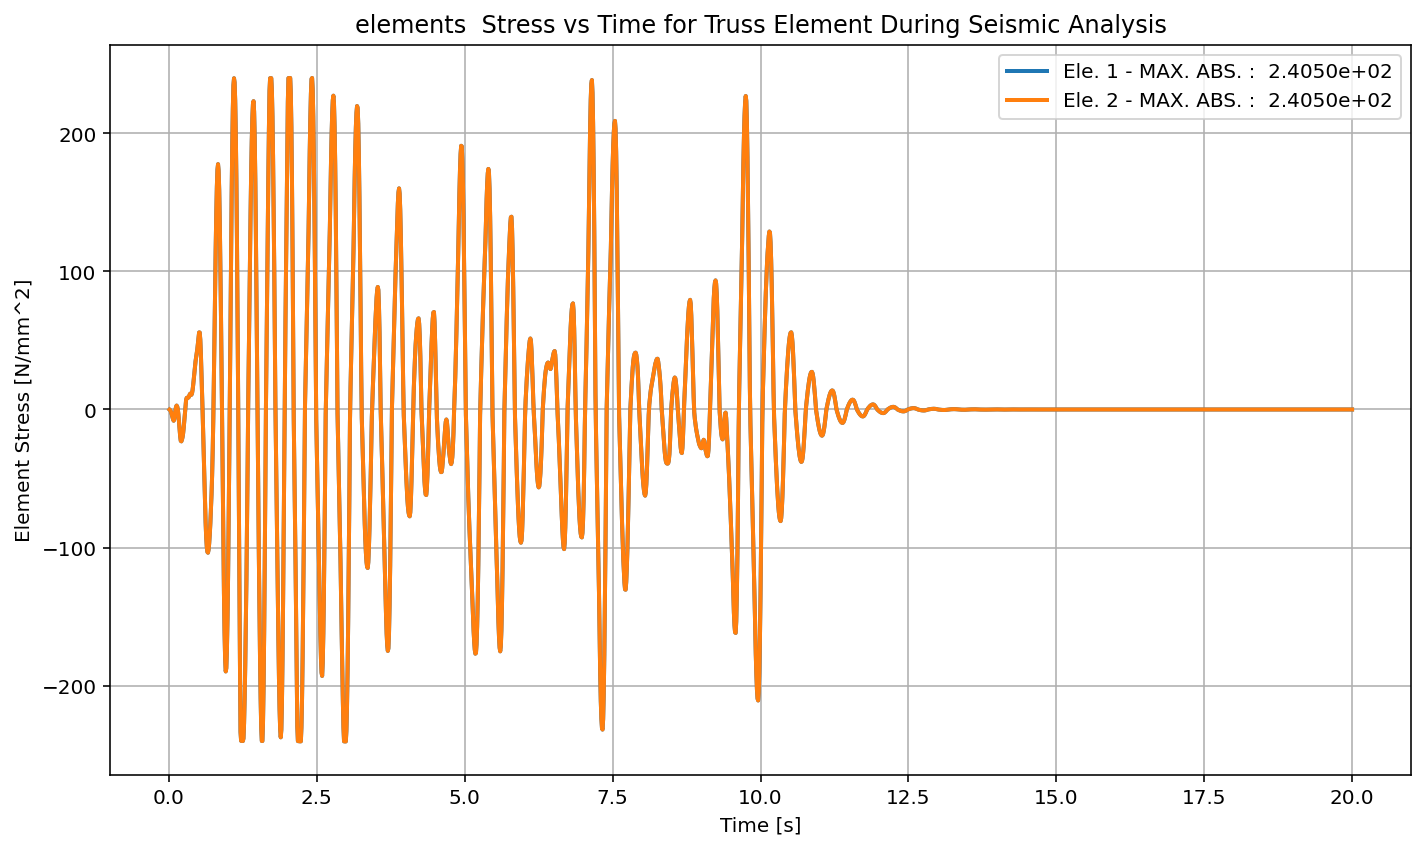 elements  Stress vs Time for Truss Element During Seismic Analysis
Ele. 1 - MAX. ABS. :  2.4050e+02
Ele. 2 - MAX. ABS. :  2.4050e+02
Element Stress [N/mm^2]
200
100
0
−100
−200
0.0
2.5
5.0
7.5
10.0
12.5
15.0
17.5
20.0
Time [s]